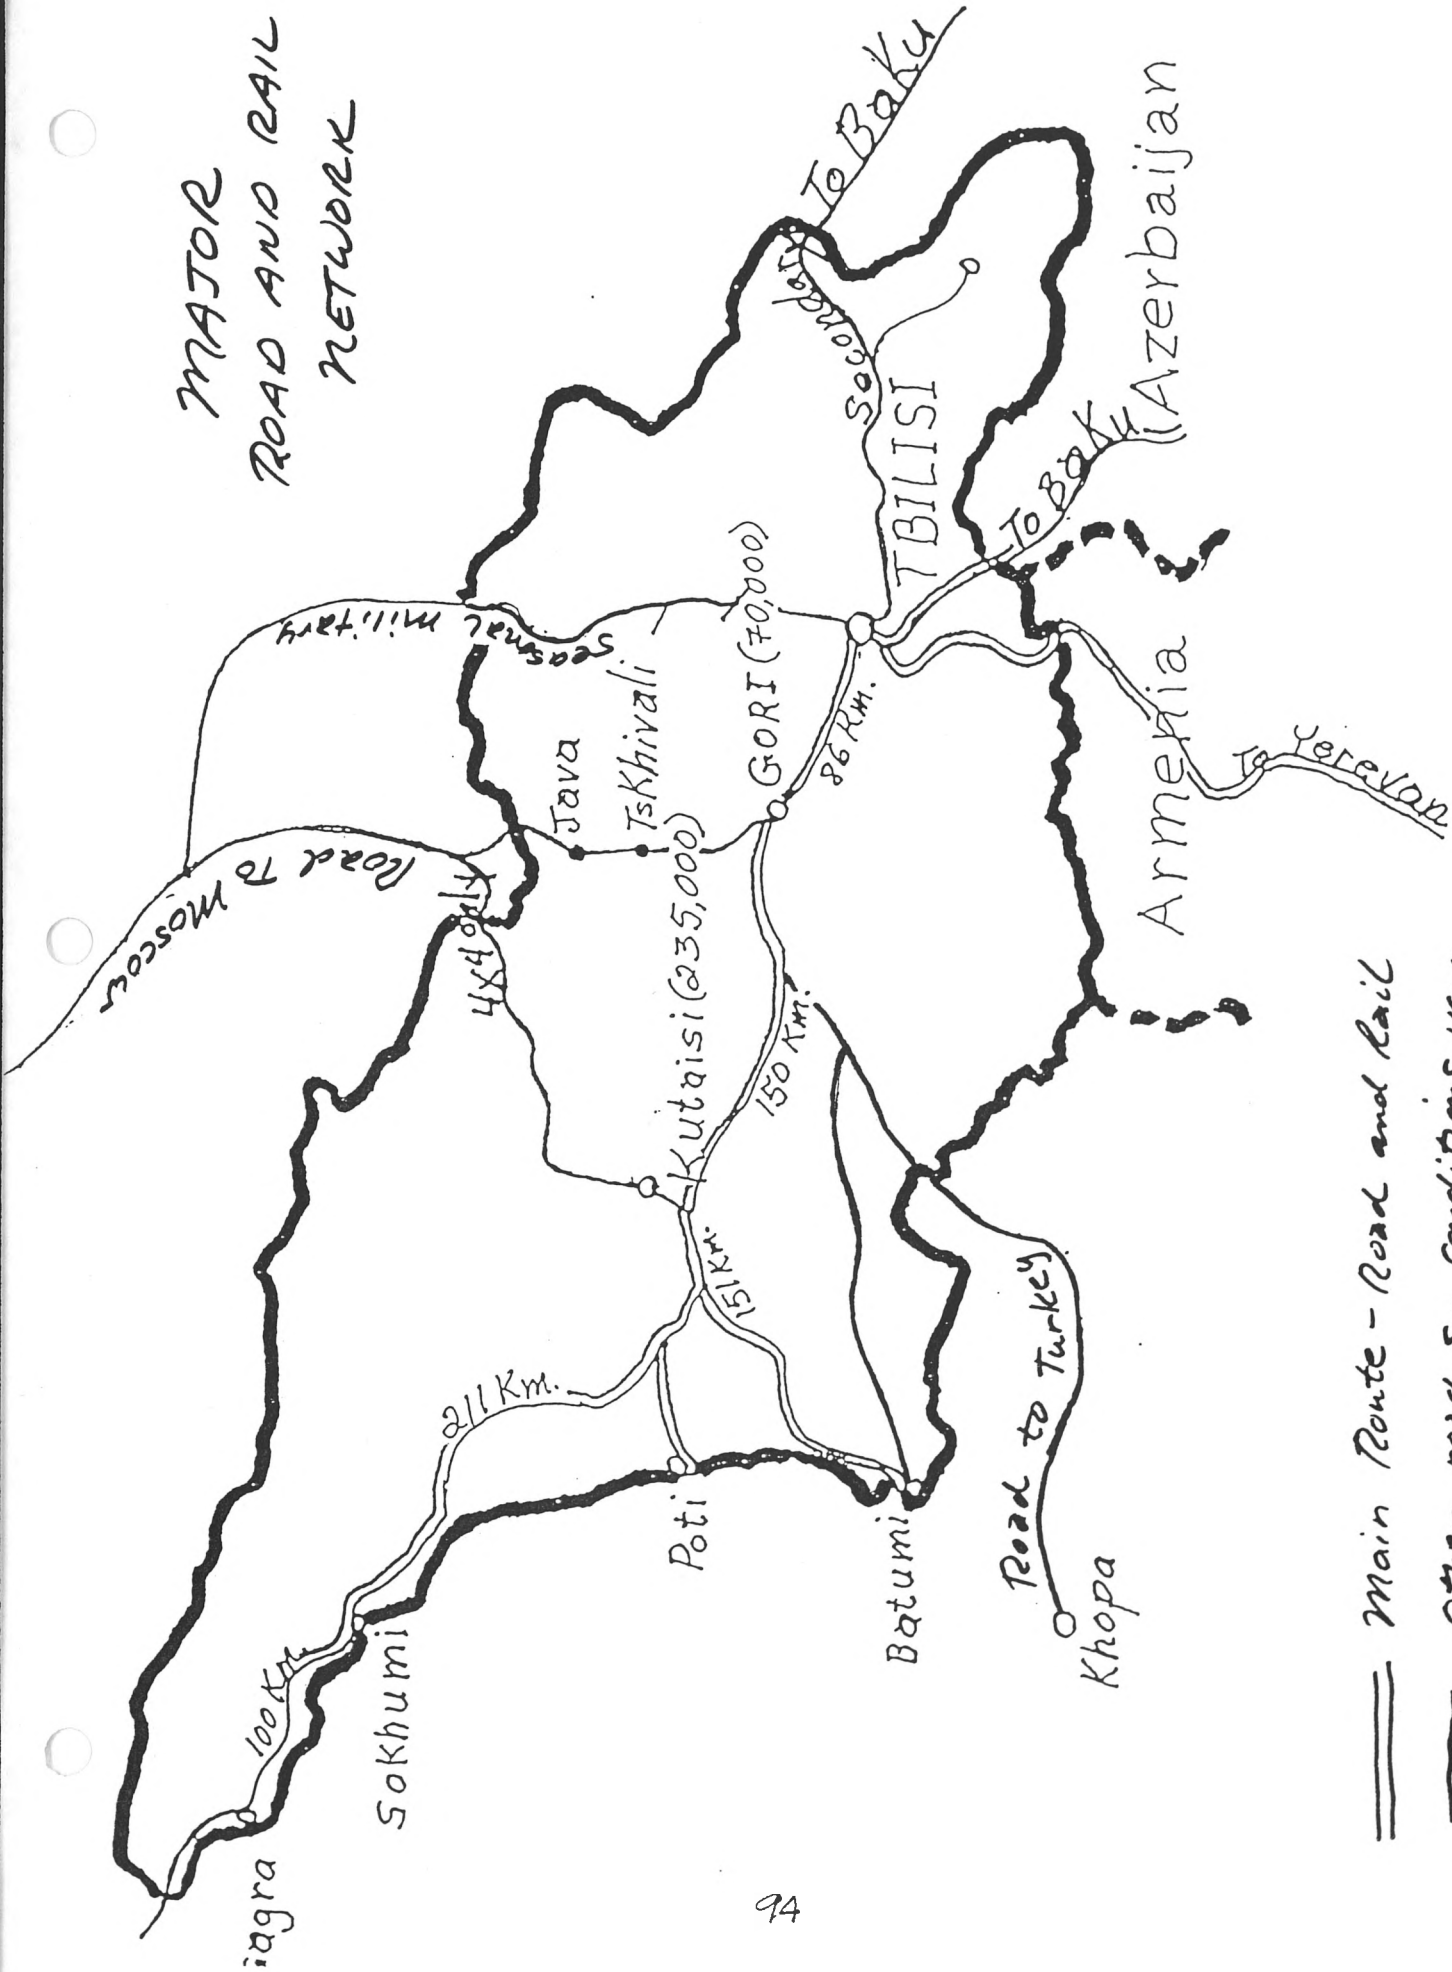 MAJOR
ROAD AND RAIL
NETWORK
To Baku
Secondary
seasonal military
Road To Moscow
4x4 only
Java
Tskhivali
GORI (70,000)
TBILISI
86 Km.
Kutaisi (235,000)
150 Km.
151 Km.
211 Km.
100 Km.
iagra
Sokhumi
Poti
Batumi
Khopa
Road to Turkey
To Baku
Azerbaijan
Armenia
To Yerevan
Main Route - Road and Rail
94